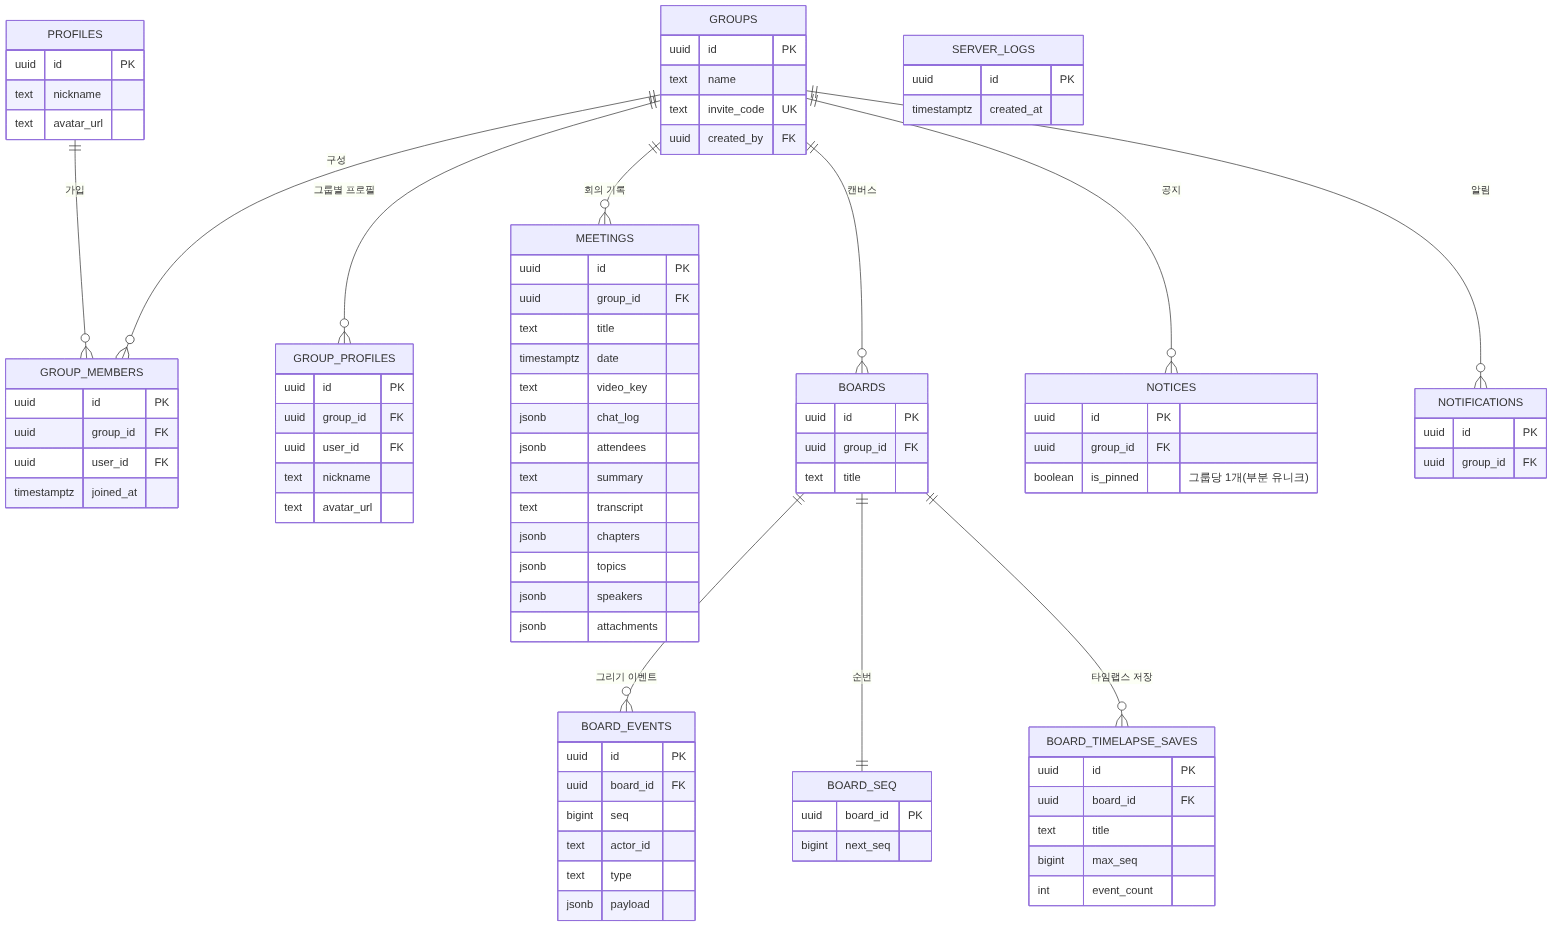 PROFILES
uuid id PK
text nickname
text avatar_url
GROUPS
uuid id PK
text name
text invite_code UK
uuid created_by FK
SERVER_LOGS
uuid id PK
timestamptz created_at
가입
구성
그룹별 프로필
회의 기록
캔버스
공지
알림
GROUP_MEMBERS
uuid id PK
uuid group_id FK
uuid user_id FK
timestamptz joined_at
GROUP_PROFILES
uuid id PK
uuid group_id FK
uuid user_id FK
text nickname
text avatar_url
MEETINGS
uuid id PK
uuid group_id FK
text title
timestamptz date
text video_key
jsonb chat_log
jsonb attendees
text summary
text transcript
jsonb chapters
jsonb topics
jsonb speakers
jsonb attachments
BOARDS
uuid id PK
uuid group_id FK
text title
NOTICES
uuid id PK
uuid group_id FK
boolean is_pinned 그룹당 1개(부분 유니크)
NOTIFICATIONS
uuid id PK
uuid group_id FK
그리기 이벤트
순번
타임랩스 저장
BOARD_EVENTS
uuid id PK
uuid board_id FK
bigint seq
text actor_id
text type
jsonb payload
BOARD_SEQ
uuid board_id PK
bigint next_seq
BOARD_TIMELAPSE_SAVES
uuid id PK
uuid board_id FK
text title
bigint max_seq
int event_count